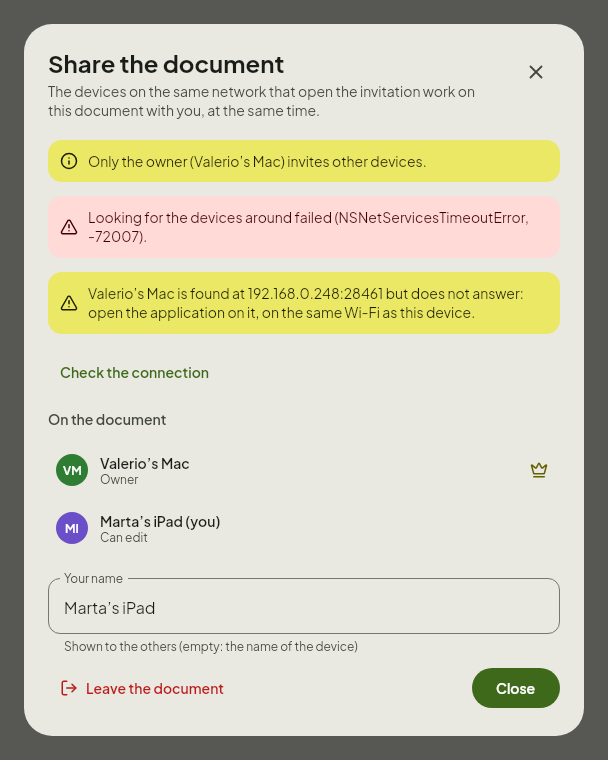 Share the document
The devices on the same network that open the invitation work on
this document with you, at the same time.
Only the owner (Valerio’s Mac) invites other devices.
Looking for the devices around failed (NSNetServicesTimeoutError,
-72007).
Valerio’s Mac is found at 192.168.0.248:28461 but does not answer:
open the application on it, on the same Wi-Fi as this device.
Check the connection
On the document
VM
Valerio’s Mac
Owner
MI
Marta’s iPad (you)
Can edit
Your name
Marta’s iPad
Shown to the others (empty: the name of the device)
Leave the document
Close